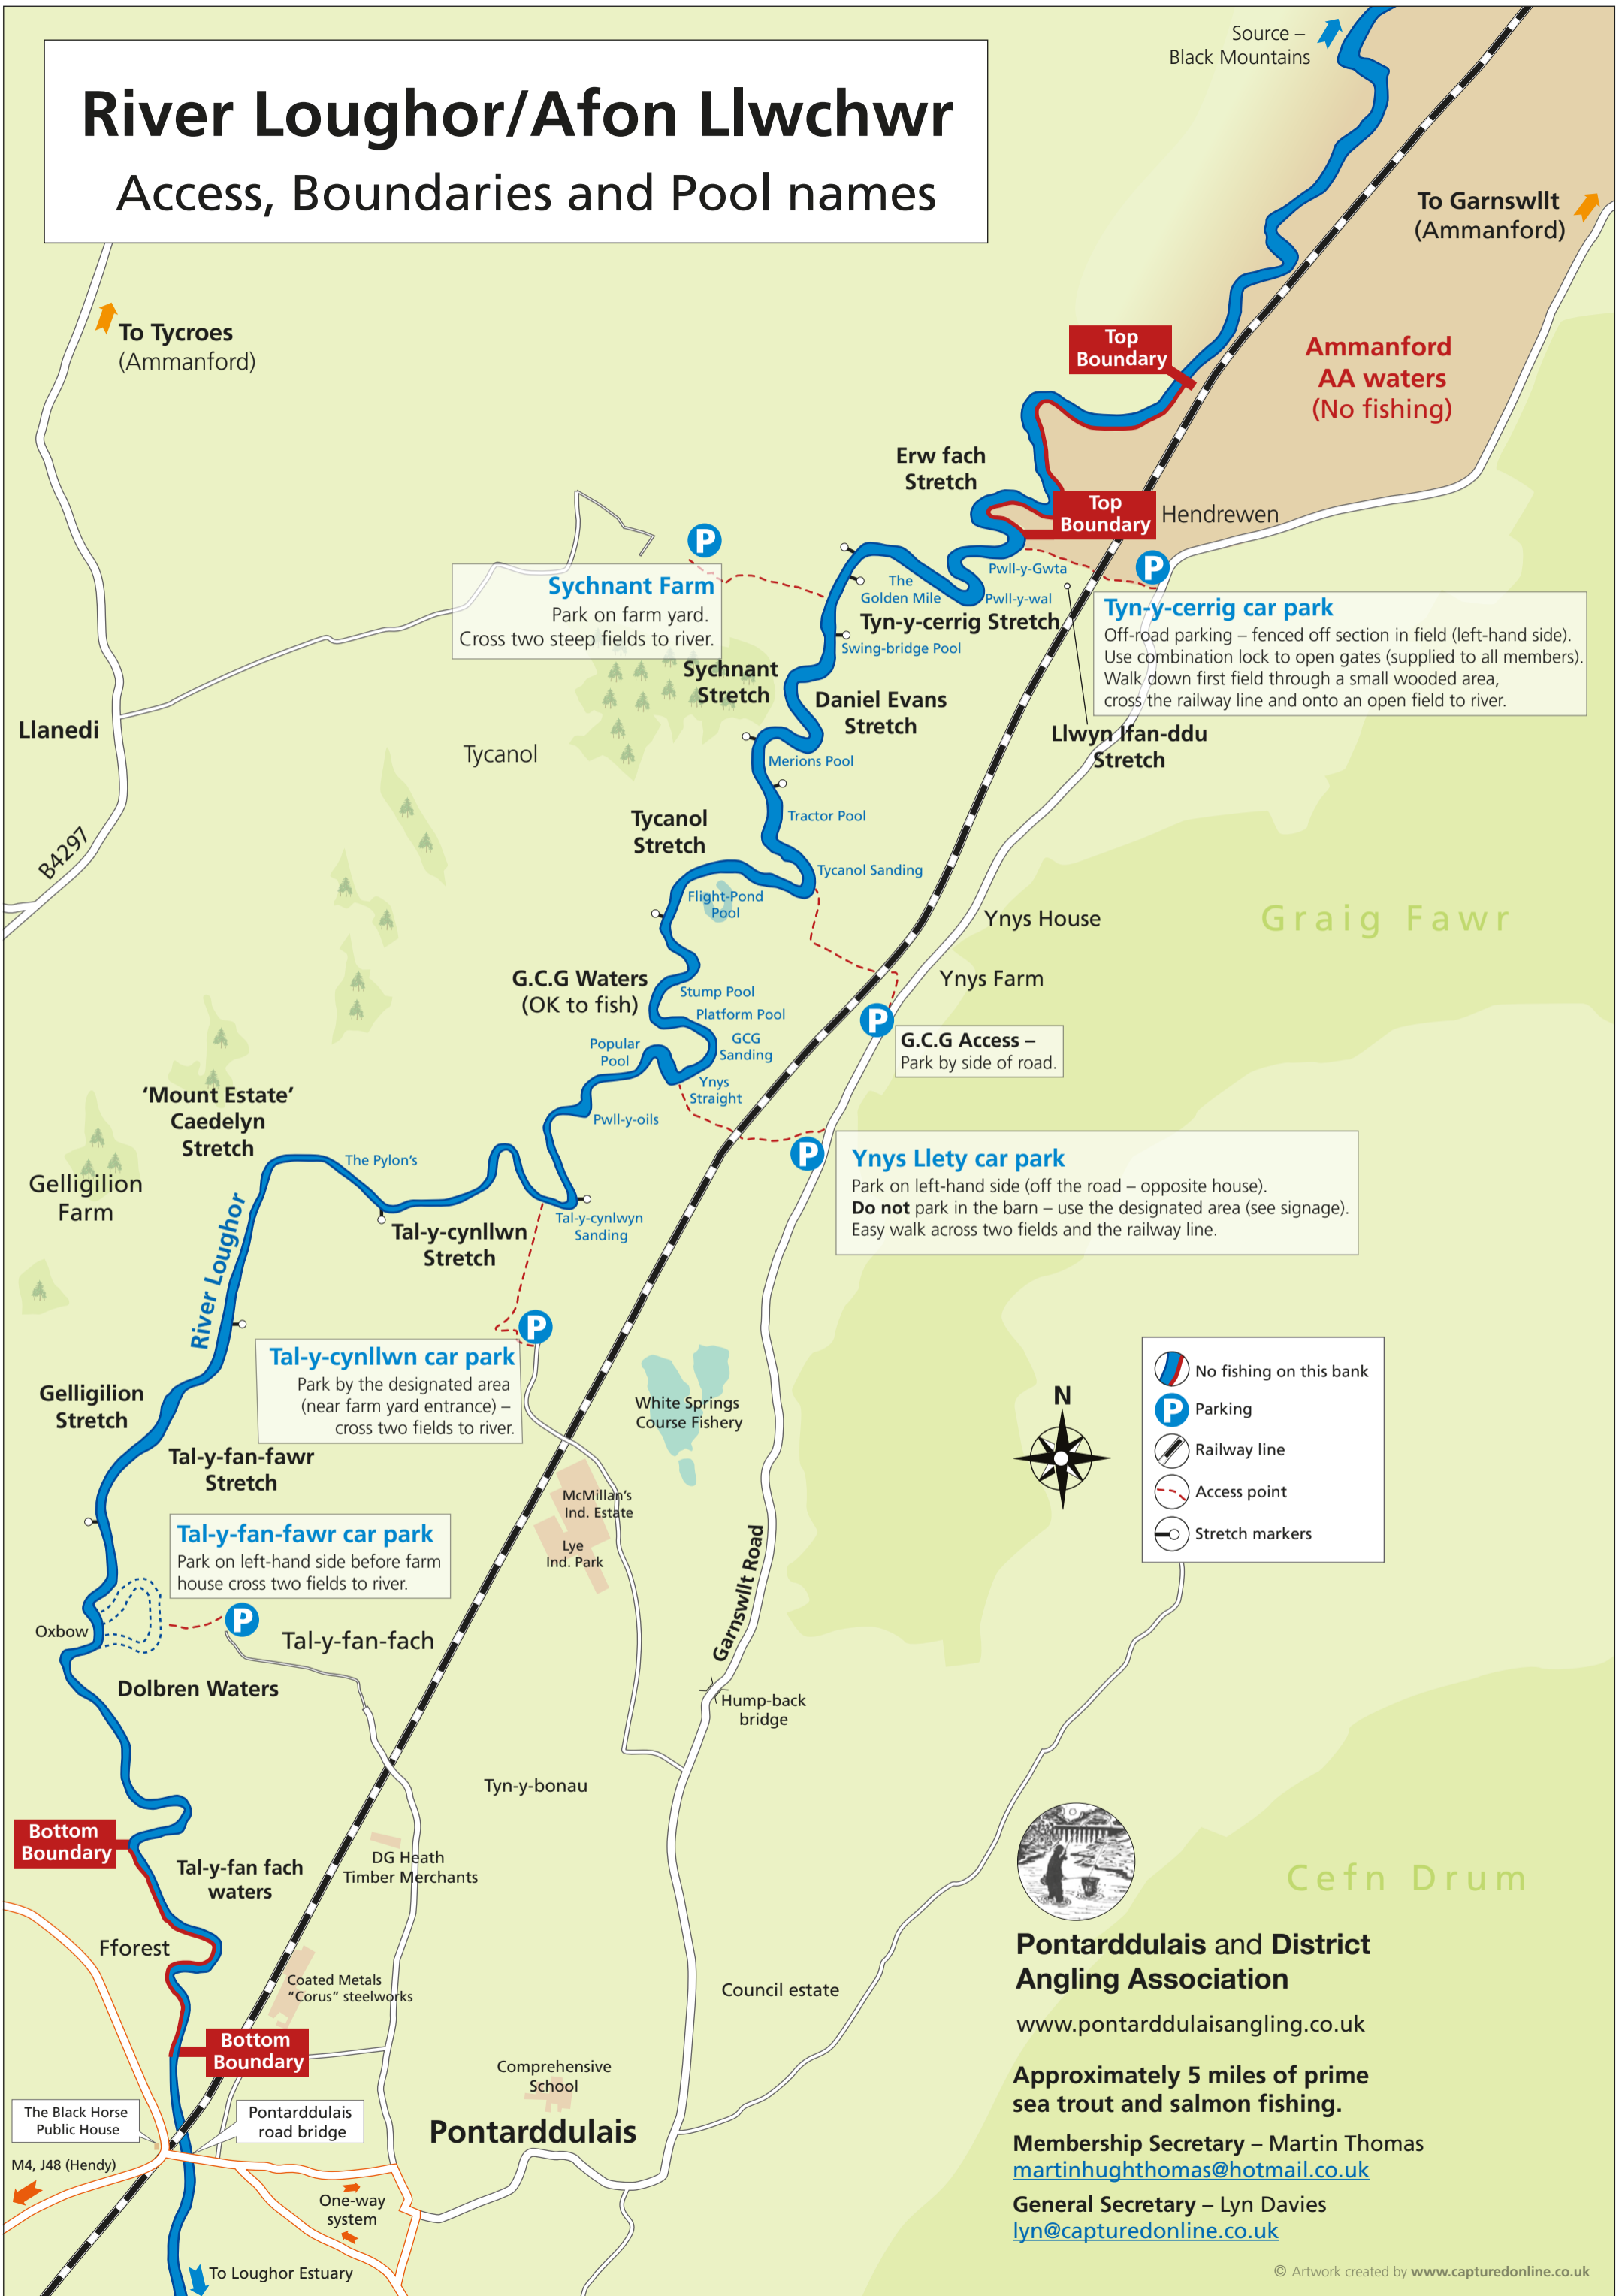 Source –
Black Mountains
River Loughor/Afon Llwchwr
Access, Boundaries and Pool names
To Garnswllt
(Ammanford)
To Tycroes
(Ammanford)
Top
Boundary
Ammanford
AA waters
(No fishing)
Erw fach
Stretch
Top
Boundary
Hendrewen
P
P
Pwll-y-Gwta
The
Golden Mile
Pwll-y-wal
Sychnant Farm
Park on farm yard.
Cross two steep fields to river.
Tyn-y-cerrig Stretch
Swing-bridge Pool
Tyn-y-cerrig car park
Off-road parking – fenced off section in field (left-hand side).
Use combination lock to open gates (supplied to all members).
Walk down first field through a small wooded area,
cross the railway line and onto an open field to river.
Sychnant
Stretch
Daniel Evans
Stretch
Llanedi
Tycanol
Llwyn Ifan-ddu
Stretch
Merions Pool
Tycanol
Stretch
Tractor Pool
B4297
Tycanol Sanding
Flight-Pond
Pool
Ynys House
Graig Fawr
G.C.G Waters
(OK to fish)
Ynys Farm
Stump Pool
Platform Pool
P
Popular
Pool
GCG
Sanding
G.C.G Access –
Park by side of road.
Ynys
Straight
'Mount Estate'
Caedelyn
Stretch
Pwll-y-oils
P
The Pylon's
Ynys Llety car park
Park on left-hand side (off the road – opposite house).
Do not park in the barn – use the designated area (see signage).
Easy walk across two fields and the railway line.
Gelligilion
Farm
Tal-y-cynllwn
Stretch
Tal-y-cynlwyn
Sanding
River Loughor
P
Tal-y-cynllwn car park
Park by the designated area
(near farm yard entrance) –
cross two fields to river.
Gelligilion
Stretch
White Springs
Course Fishery
N
No fishing on this bank
P Parking
Railway line
Access point
Stretch markers
Tal-y-fan-fawr
Stretch
McMillan's
Ind. Estate
Lye
Ind. Park
Tal-y-fan-fawr car park
Park on left-hand side before farm
house cross two fields to river.
Garnswllt Road
P
Oxbow
Tal-y-fan-fach
Dolbren Waters
Hump-back
bridge
Tyn-y-bonau
Bottom
Boundary
Tal-y-fan fach
waters
DG Heath
Timber Merchants
Cefn Drum
Fforest
Coated Metals
"Corus" steelworks
Council estate
Pontarddulais and District
Angling Association
www.pontarddulaisangling.co.uk
Bottom
Boundary
Comprehensive
School
Approximately 5 miles of prime
sea trout and salmon fishing.
The Black Horse
Public House
Pontarddulais
road bridge
Pontarddulais
Membership Secretary – Martin Thomas
martinhughthomas@hotmail.co.uk
M4, J48 (Hendy)
One-way
system
General Secretary – Lyn Davies
lyn@capturedonline.co.uk
To Loughor Estuary
© Artwork created by www.capturedonline.co.uk